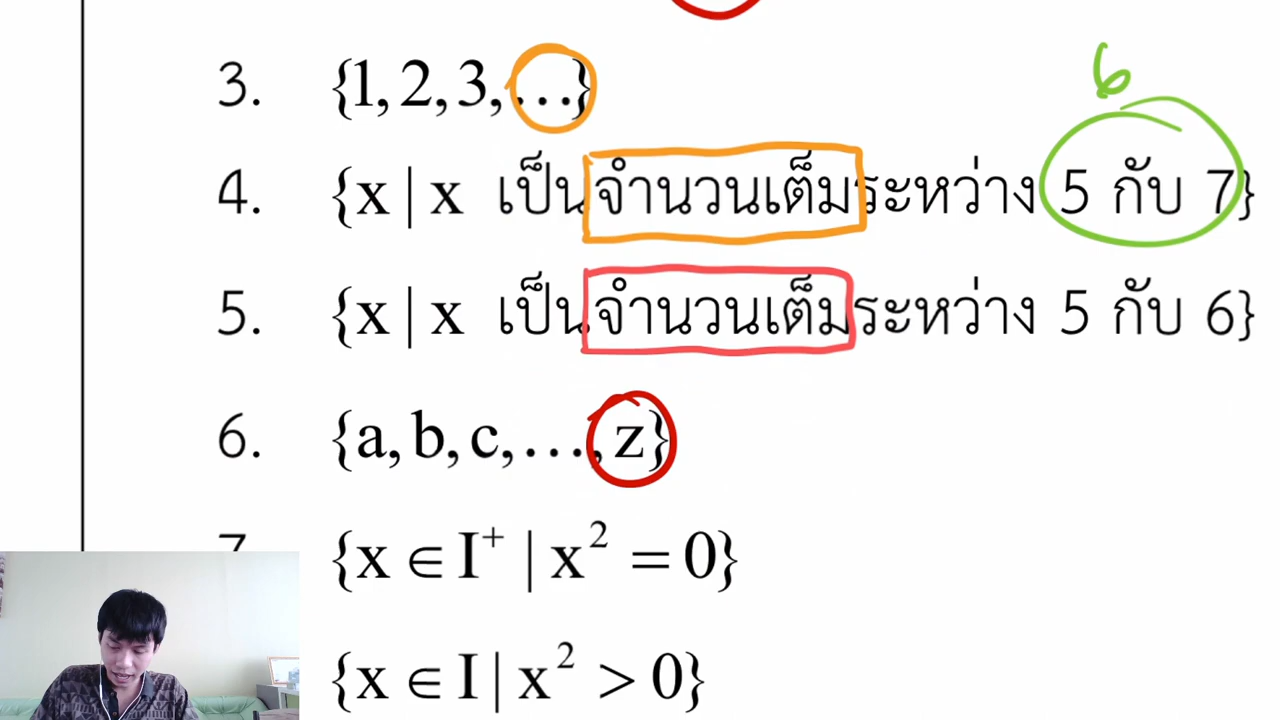 6
3. {1, 2, 3, ...}
4. {x | x เป็นจำนวนเต็มระหว่าง 5 กับ 7}
5. {x | x เป็นจำนวนเต็มระหว่าง 5 กับ 6}
6. {a, b, c, ..., z}
7. {x ∈ I⁺ | x² = 0}
{x ∈ I | x² > 0}